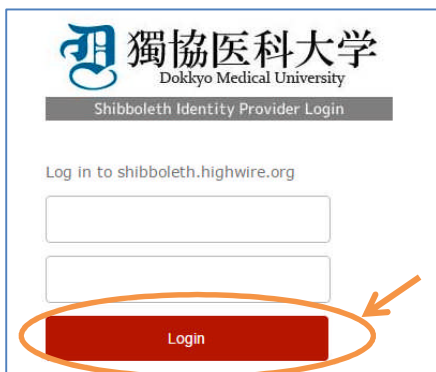 獨協医科大学
Dokkyo Medical University
Shibboleth Identity Provider Login
Log in to shibboleth.highwire.org
Login